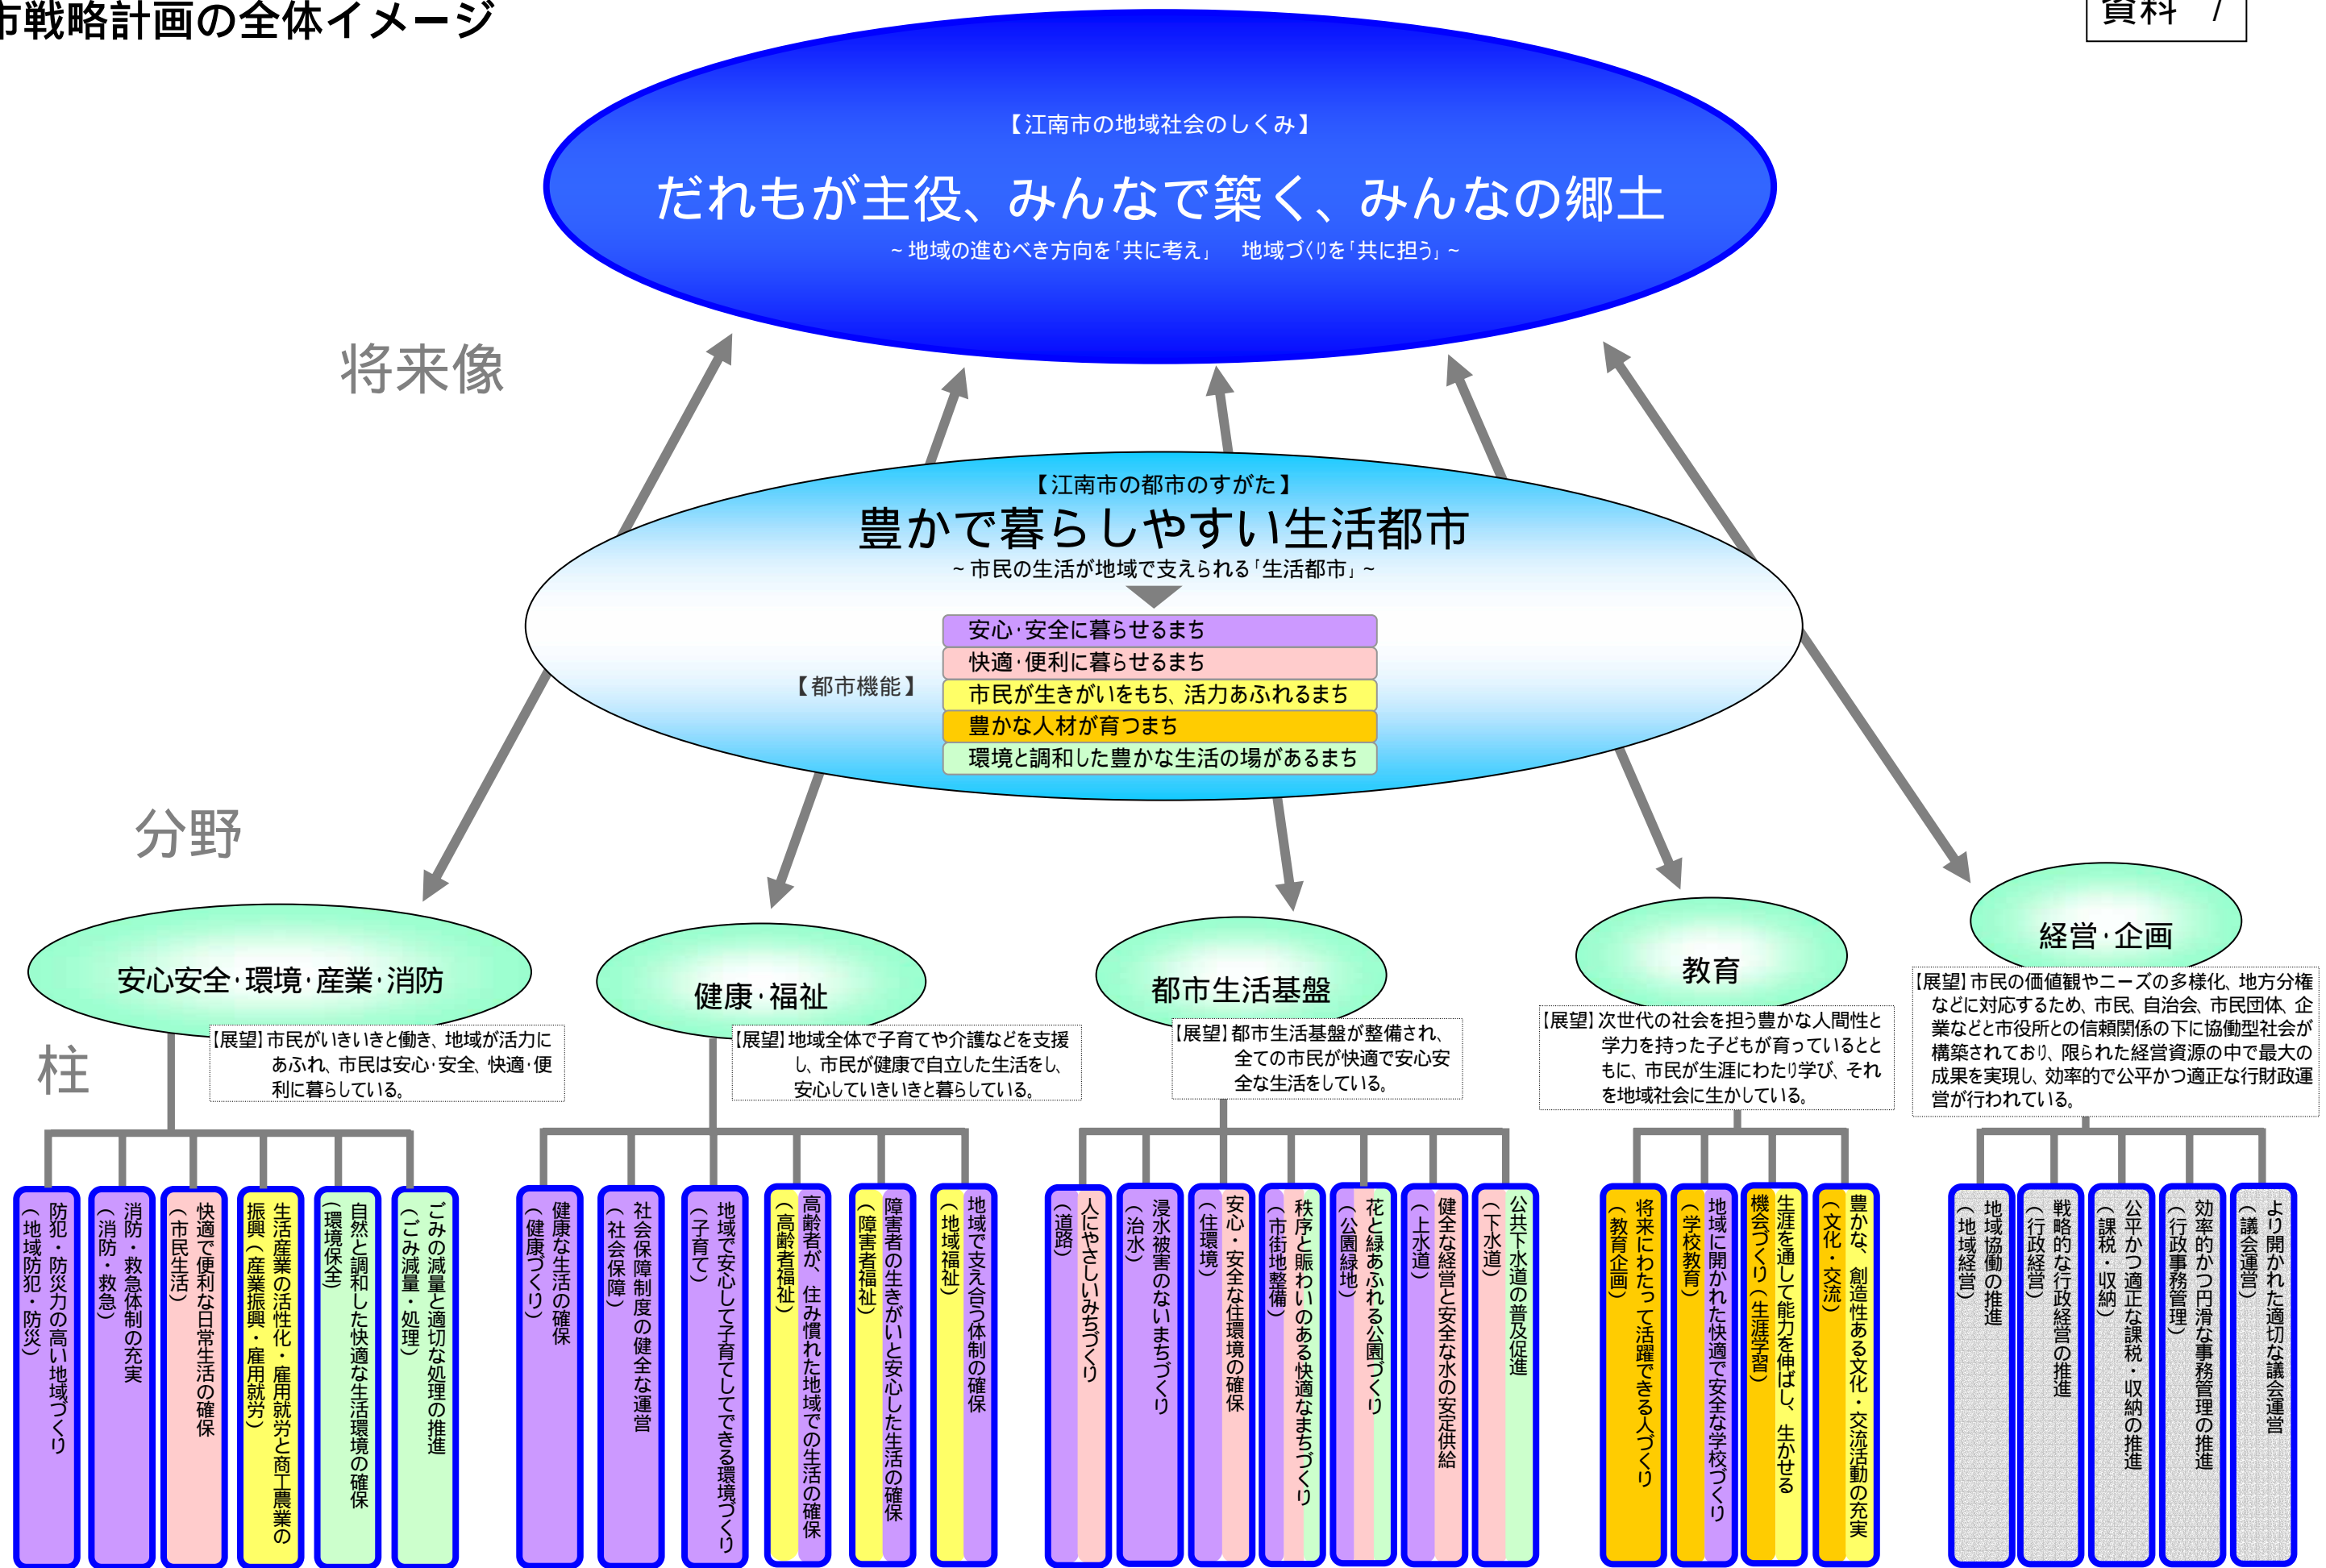 市戦略計画の全体イメージ
資料 7
【江南市の地域社会のしくみ】
だれもが主役、みんなで築く、みんなの郷土
~地域の進むべき方向を「共に考え」 地域づくりを「共に担う」~
将来像
【江南市の都市のすがた】
豊かで暮らしやすい生活都市
~市民の生活が地域で支えられる「生活都市」~
安心・安全に暮らせるまち
快適・便利に暮らせるまち
【都市機能】
市民が生きがいをもち、活力あふれるまち
豊かな人材が育つまち
環境と調和した豊かな生活の場があるまち
分野
安心安全・環境・産業・消防
【展望】市民がいきいきと働き、地域が活力に
あふれ、市民は安心・安全、快適・便
利に暮らしている。
健康・福祉
【展望】地域全体で子育てや介護などを支援
し、市民が健康で自立した生活をし、
安心していきいきと暮らしている。
都市生活基盤
【展望】都市生活基盤が整備され、
全ての市民が快適で安心安
全な生活をしている。
教育
【展望】次世代の社会を担う豊かな人間性と
学力を持った子どもが育っているとと
もに、市民が生涯にわたり学び、それ
を地域社会に生かしている。
経営・企画
【展望】市民の価値観やニーズの多様化、地方分権
などに対応するため、市民、自治会、市民団体、企
業などと市役所との信頼関係の下に協働型社会が
構築されており、限られた経営資源の中で最大の
成果を実現し、効率的で公平かつ適正な行財政運
営が行われている。
柱
防犯・防災力の高い地域づくり
(地域防犯・防災)
消防・救急体制の充実
(消防・救急)
快適で便利な日常生活の確保
(市民生活)
生活産業の活性化・雇用就労と商工農業の
振興(産業振興・雇用就労)
自然と調和した快適な生活環境の確保
(環境保全)
ごみの減量と適切な処理の推進
(ごみ減量・処理)
健康な生活の確保
(健康づくり)
社会保障制度の健全な運営
(社会保障)
地域で安心して子育てしてできる環境づくり
(子育て)
高齢者が、住み慣れた地域での生活の確保
(高齢者福祉)
障害者の生きがいと安心した生活の確保
(障害者福祉)
地域で支え合う体制の確保
(地域福祉)
人にやさしいみちづくり
(道路)
浸水被害のないまちづくり
(治水)
安心・安全な住環境の確保
(住環境)
秩序と賑わいのある快適なまちづくり
(市街地整備)
花と緑あふれる公園づくり
(公園緑地)
健全な経営と安全な水の安定供給
(上水道)
公共下水道の普及促進
(下水道)
将来にわたって活躍できる人づくり
(教育企画)
地域に開かれた快適で安全な学校づくり
(学校教育)
生涯を通して能力を伸ばし、生かせる
機会づくり(生涯学習)
豊かな、創造性ある文化・交流活動の充実
(文化・交流)
地域協働の推進
(地域経営)
戦略的な行政経営の推進
(行政経営)
公平かつ適正な課税・収納の推進
(課税・収納)
効率的かつ円滑な事務管理の推進
(行政事務管理)
より開かれた適切な議会運営
(議会運営)